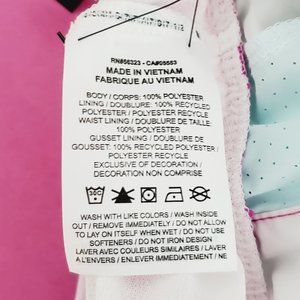 RN#56323 - CA#05553
MADE IN VIETNAM
FABRIQUE AU VIETNAM
BODY / CORPS: 100% POLYESTER
LINING / DOUBLURE: 100% RECYCLED
POLYESTER / POLYESTER RECYCLE
WAIST LINING / DOUBLURE DE TAILLE:
100% POLYESTER
GUSSET LINING / DOUBLURE DE
GOUSSET: 100% RECYCLED POLYESTER /
POLYESTER RECYCLE
EXCLUSIVE OF DECORATION /
DECORATION NON COMPRISE
WASH WITH LIKE COLORS / WASH INSIDE
OUT / REMOVE IMMEDIATELY / DO NOT ALLOW
TO LAY ON ITSELF WHEN WET / DO NOT USE
SOFTENERS / DO NOT IRON DESIGN
LAVER AVEC COULEURS SIMILAIRES / LAVER
A L'ENVERS / ENLEVER IMMEDIATEMENT / NE